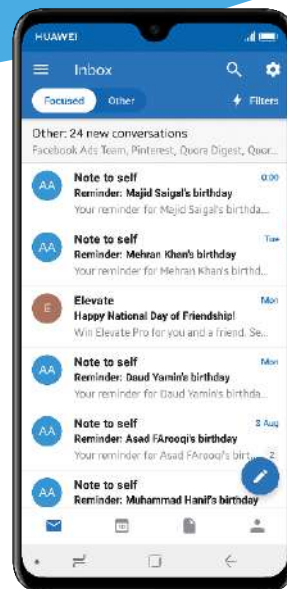 HUAWEI
Inbox
Focused Other Filters
Other: 24 new conversations
Facebook Ads Team, Pinterest, Quora Digest, Quor...
AA Note to self 0:00
Reminder: Majid Saigal's birthday
Your reminder for Majid Saigal's birthda...
AA Note to self Tue
Reminder: Mehran Khan's birthday
Your reminder for Mehran Khan's birthd...
E Elevate Mon
Happy National Day of Friendship!
Win Elevate Pro for you and a friend. Se...
AA Note to self Mon
Reminder: Daud Yamin's birthday
Your reminder for Daud Yamin's birthda...
AA Note to self 3 Aug
Reminder: Asad FArooqi's birthday
Your reminder for Asad FArooqi's birt... 2
AA Note to self
Reminder: Muhammad Hanif's birthday